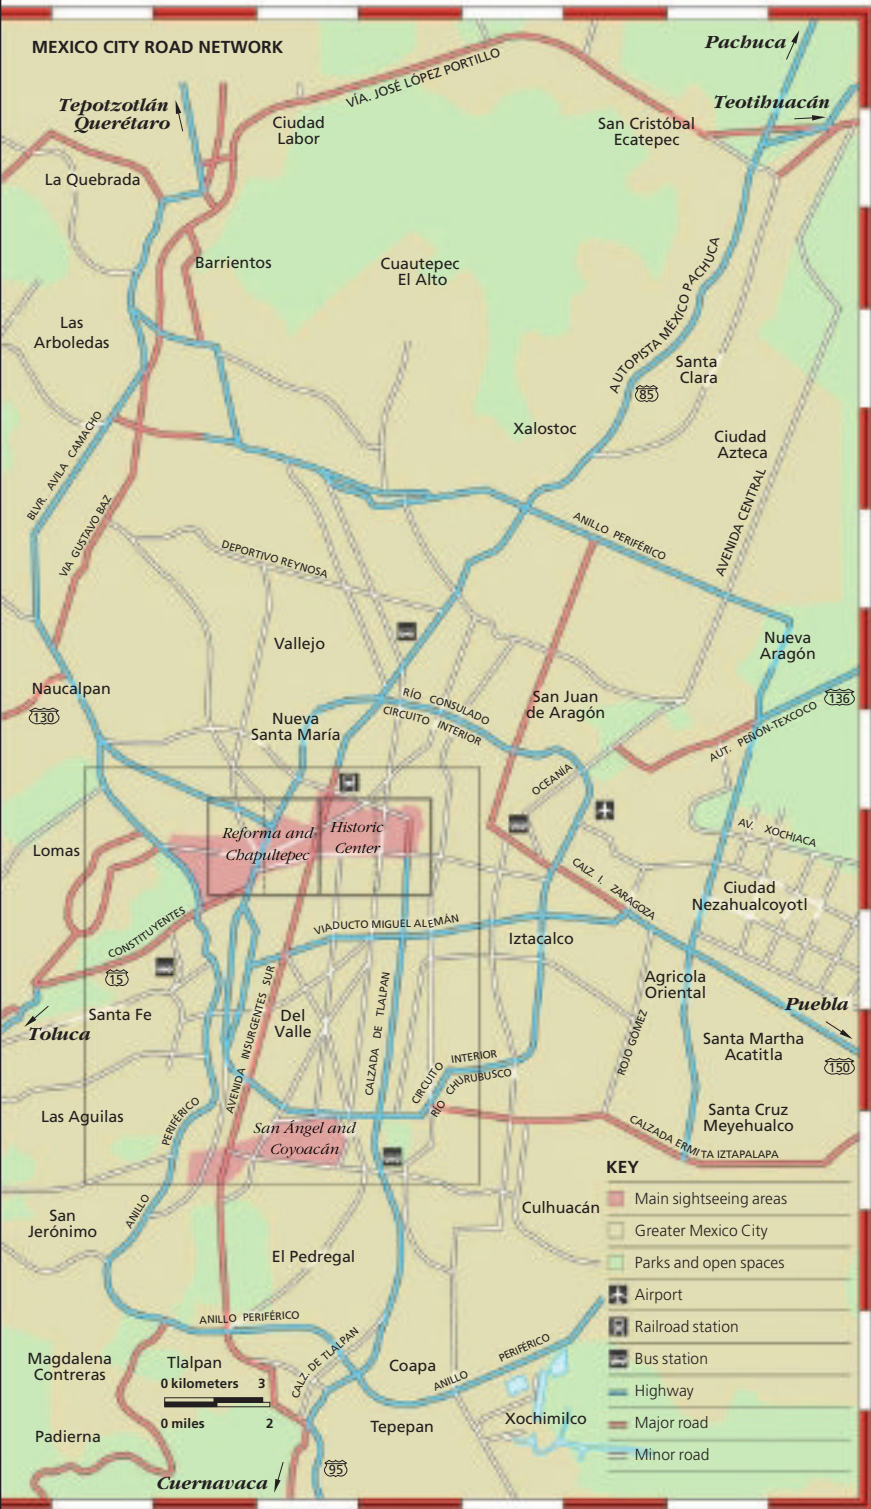 MEXICO CITY ROAD NETWORK
Pachuca
Tepotzotlán
Querétaro
VÍA. JOSÉ LÓPEZ PORTILLO
Teotihuacán
Ciudad
Labor
San Cristóbal
Ecatepec
La Quebrada
Barrientos
Cuautepec
El Alto
AUTOPISTA MÉXICO PACHUCA
Las
Arboledas
Santa
Clara
85
Xalostoc
Ciudad
Azteca
BLVR. AVILA CAMACHO
VIA GUSTAVO BAZ
AVENIDA CENTRAL
ANILLO PERIFÉRICO
DEPORTIVO REYNOSA
Vallejo
Nueva
Aragón
Naucalpan
130
RÍO CONSULADO
CIRCUITO INTERIOR
San Juan
de Aragón
136
Nueva
Santa María
AUT. PEÑÓN-TEXCOCO
OCEANÍA
Reforma and
Chapultepec
Historic
Center
AV. XOCHIACA
Lomas
CALZ. I. ZARAGOZA
Ciudad
Nezahualcoyotl
CONSTITUYENTES
VIADUCTO MIGUEL ALEMÁN
Iztacalco
15
Agricola
Oriental
Santa Fe
Toluca
AVENIDA INSURGENTES SUR
Del
Valle
CALZADA DE TLALPAN
Puebla
ROJO GÓMEZ
Santa Martha
Acatitla
150
CIRCUITO INTERIOR
RÍO CHURUBUSCO
Las Aguilas
San Ángel and
Coyoacán
Santa Cruz
Meyehualco
CALZADA ERMITA IZTAPALAPA
ANILLO PERIFÉRICO
San
Jerónimo
Culhuacán
El Pedregal
ANILLO PERIFÉRICO
CALZ. DE TLALPAN
Magdalena
Contreras
Tlalpan
Coapa
ANILLO PERIFÉRICO
0 kilometers 3
0 miles 2
Padierna
Tepepan
Xochimilco
Cuernavaca
95
KEY
Main sightseeing areas
Greater Mexico City
Parks and open spaces
Airport
Railroad station
Bus station
Highway
Major road
Minor road